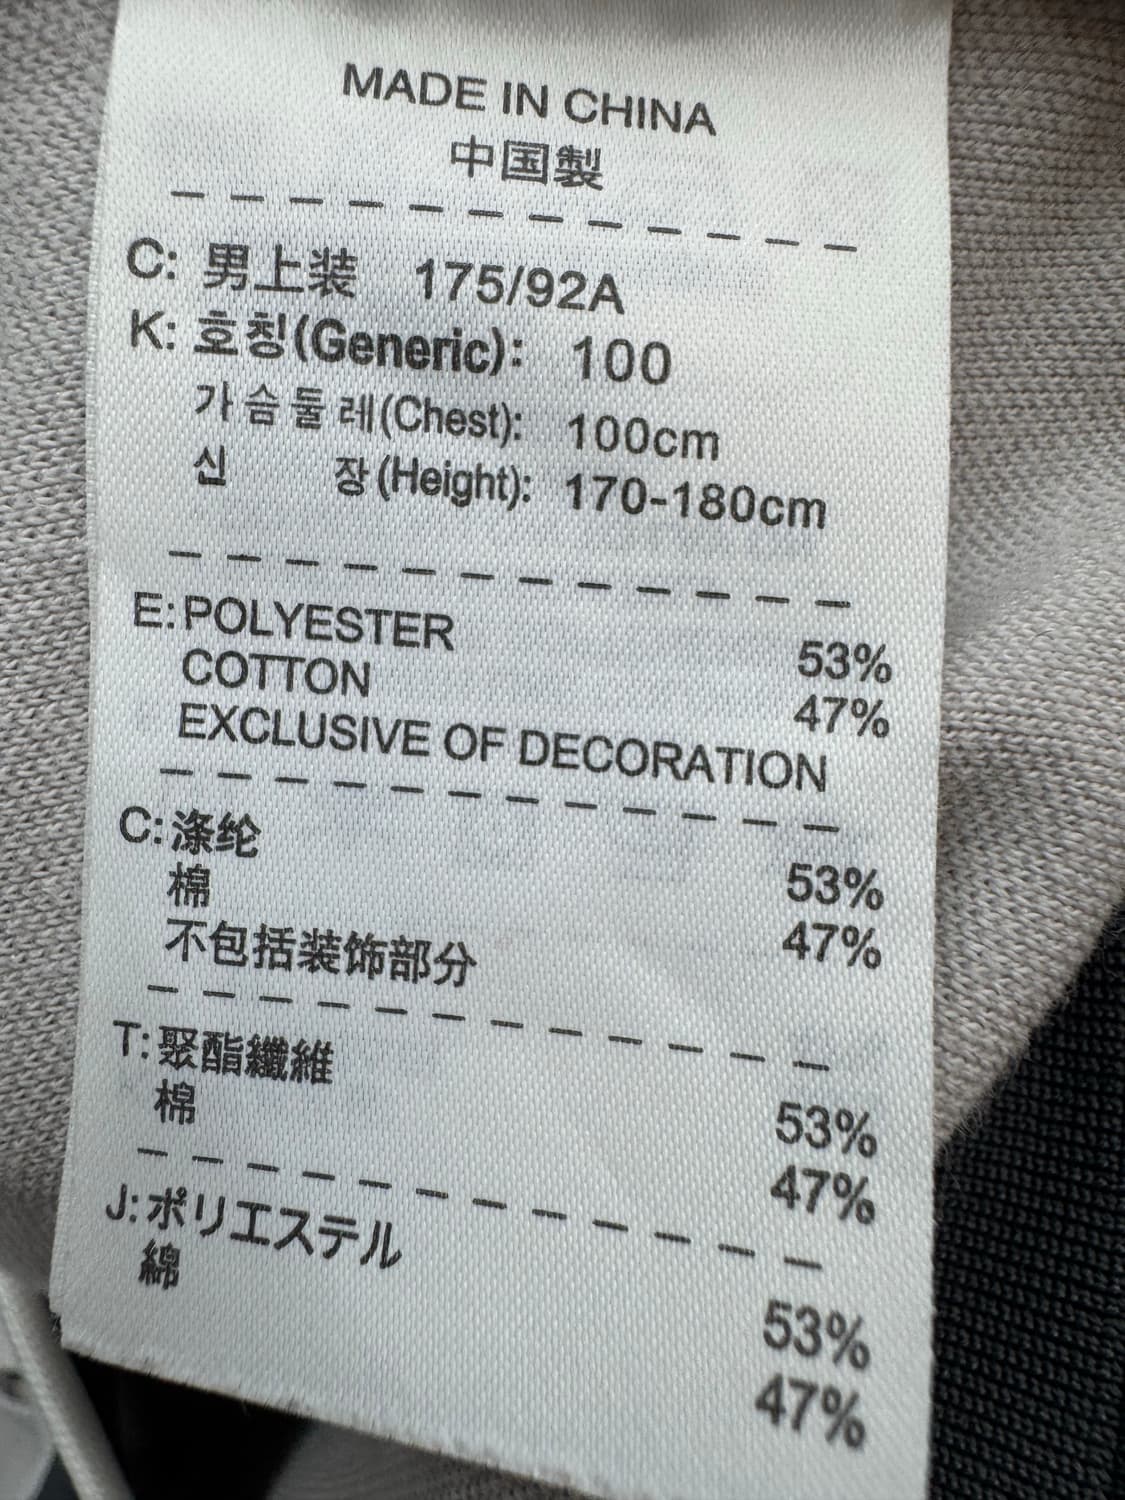 MADE IN CHINA
中国製
C: 男上装 175/92A
K: 호칭(Generic): 100
가슴둘레(Chest): 100cm
신 장(Height): 170-180cm
E: POLYESTER 53%
COTTON 47%
EXCLUSIVE OF DECORATION
C: 涤纶 53%
棉 47%
不包括装饰部分
T: 聚酯纖維 53%
棉 47%
J: ポリエステル 53%
綿 47%